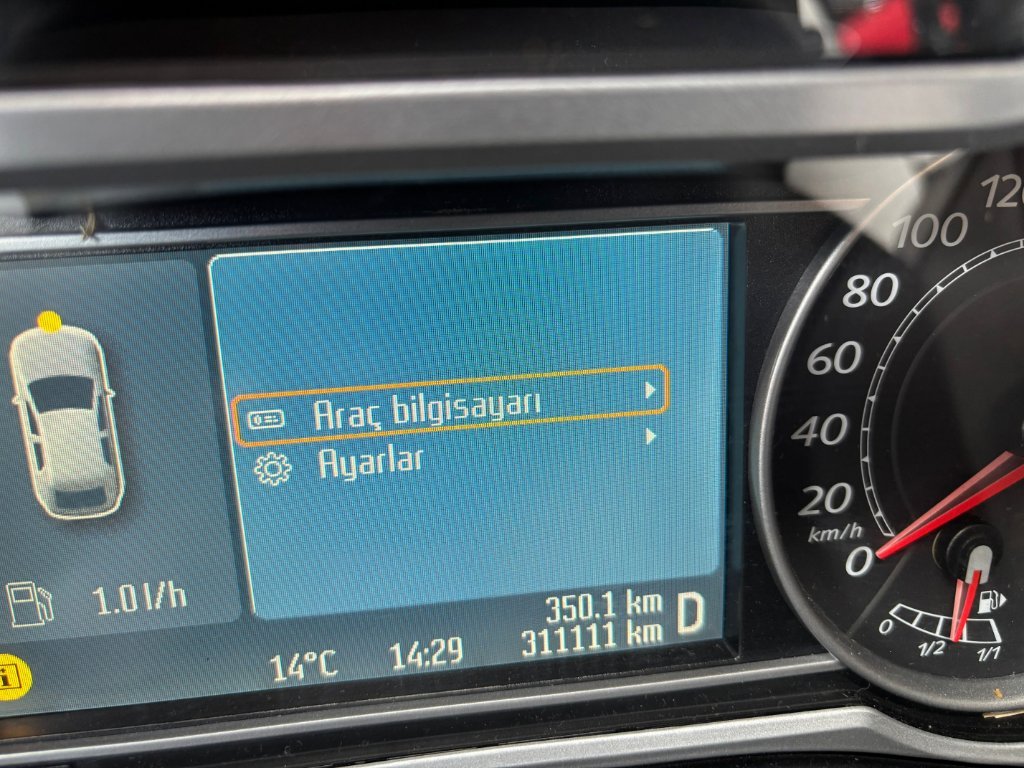 Araç bilgisayarı
Ayarlar
1.0 l/h
350.1 km
311111 km
D
14°C
14:29
i
120
100
80
60
40
20
km/h
0
0
1/2
1/1